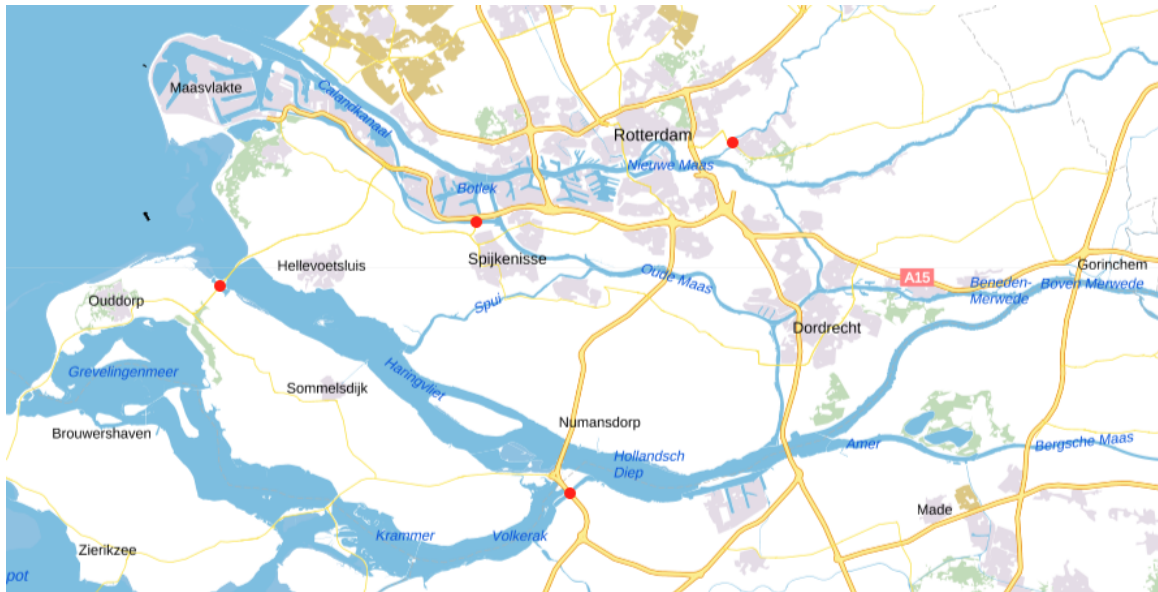 Maasvlakte
Calandkanaal
Rotterdam
Nieuwe Maas
Botlek
Spijkenisse
Hellevoetsluis
Oude Maas
A15
Gorinchem
Beneden-
Merwede
Boven Merwede
Ouddorp
Spui
Dordrecht
Grevelingenmeer
Haringvliet
Sommelsdijk
Numansdorp
Brouwershaven
Hollandsch
Diep
Amer
Bergsche Maas
Made
Krammer
Volkerak
Zierikzee
pot